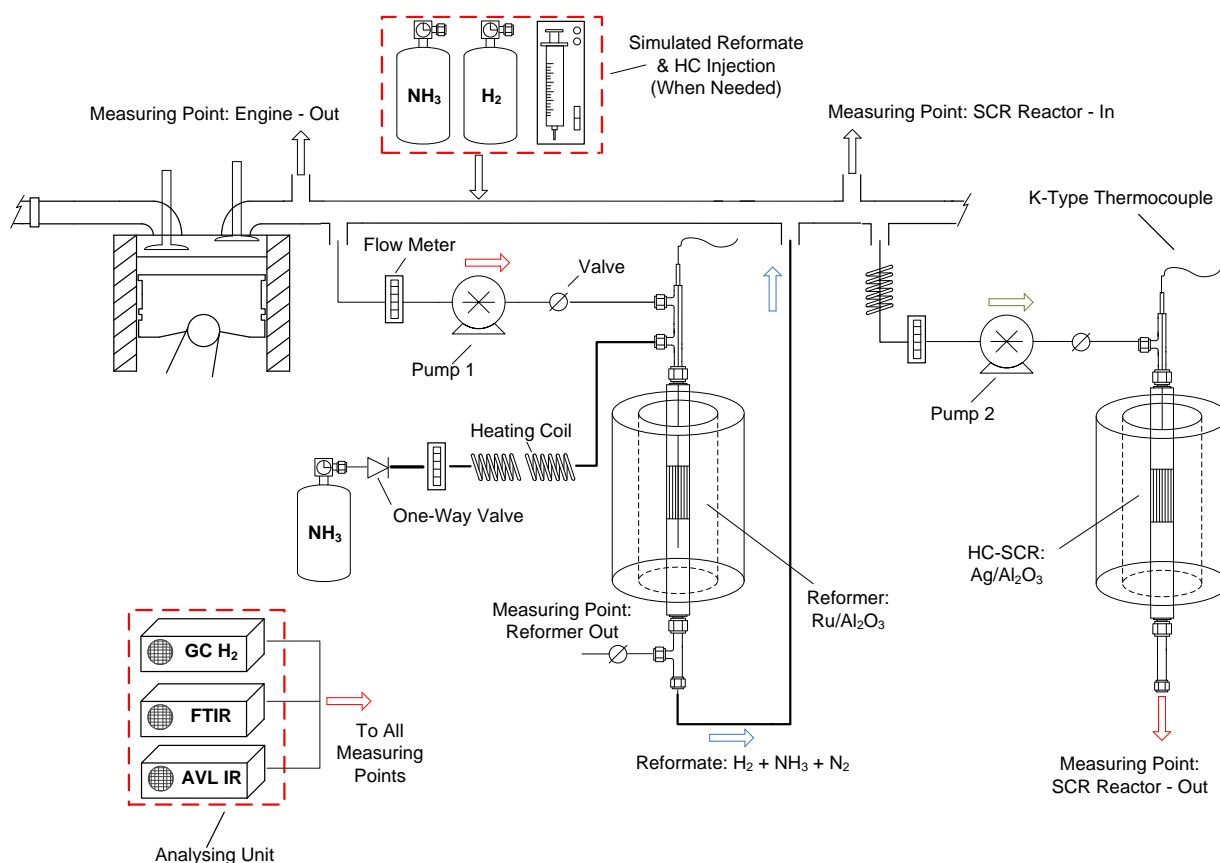 NH3
H2
Simulated Reformate
& HC Injection
(When Needed)
Measuring Point: Engine - Out
Measuring Point: SCR Reactor - In
K-Type Thermocouple
Flow Meter
Valve
Pump 1
Pump 2
Heating Coil
One-Way Valve
NH3
HC-SCR:
Ag/Al2O3
Reformer:
Ru/Al2O3
Measuring Point:
Reformer Out
GC H2
FTIR
AVL IR
To All
Measuring
Points
Reformate: H2 + NH3 + N2
Measuring Point:
SCR Reactor - Out
Analysing Unit